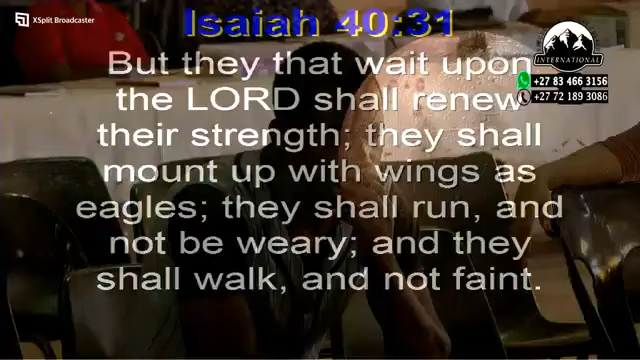 XSplit Broadcaster
Isaiah 40:31
But they that wait upon
the LORD shall renew
their strength; they shall
mount up with wings as
eagles; they shall run, and
not be weary; and they
shall walk, and not faint.
INTERNATIONAL
+27 83 466 3156
+27 72 189 3086